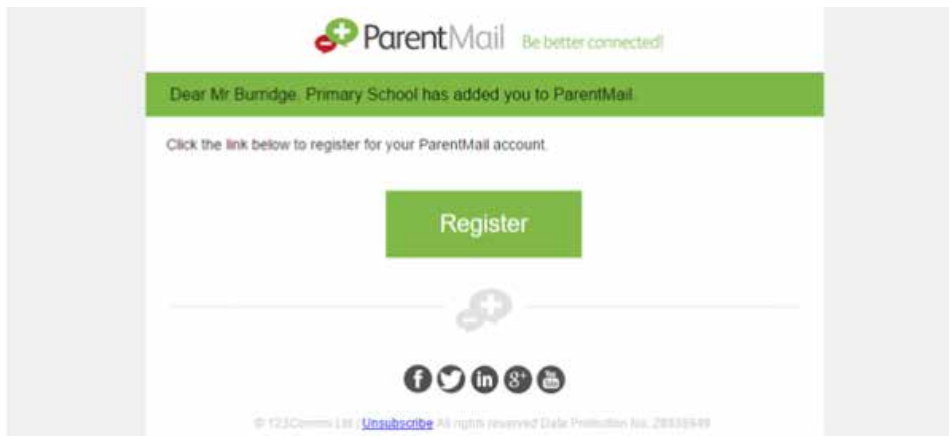 ParentMail Be better connected!
Dear Mr Burridge. Primary School has added you to ParentMail.
Click the link below to register for your ParentMail account.
Register
© 123Comms Ltd | Unsubscribe All rights reserved Data Protection No.